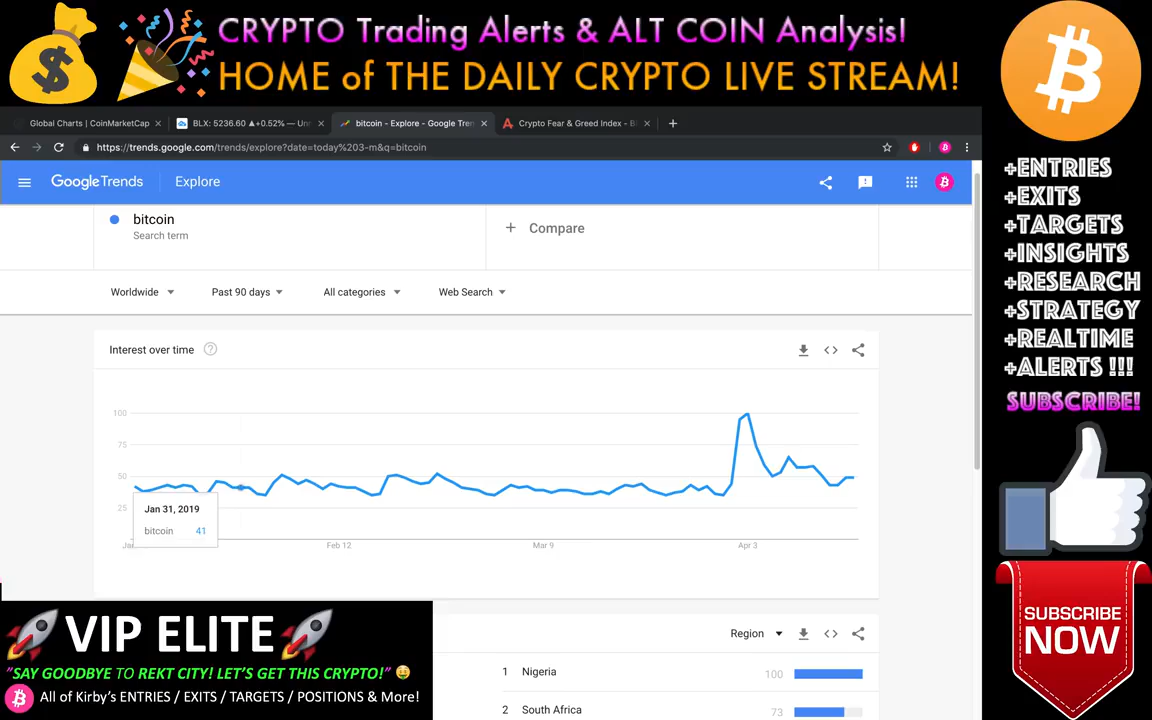 CRYPTO Trading Alerts & ALT COIN Analysis!
HOME of THE DAILY CRYPTO LIVE STREAM!
Global Charts | CoinMarketCap
BLX: 5236.60 ▲+0.52% — Un
bitcoin - Explore - Google Tren
Crypto Fear & Greed Index - B
https://trends.google.com/trends/explore?date=today%203-m&q=bitcoin
Google Trends
Explore
bitcoin
Search term
+ Compare
Worldwide
Past 90 days
All categories
Web Search
Interest over time
100
75
50
25
Jan 31, 2019
bitcoin 41
Feb 12
Mar 9
Apr 3
Region
1 Nigeria 100
2 South Africa 73
+ENTRIES
+EXITS
+TARGETS
+INSIGHTS
+RESEARCH
+STRATEGY
+REALTIME
+ALERTS !!!
SUBSCRIBE!
SUBSCRIBE
NOW
VIP ELITE
"SAY GOODBYE TO REKT CITY! LET'S GET THIS CRYPTO!"
All of Kirby's ENTRIES / EXITS / TARGETS / POSITIONS & More!